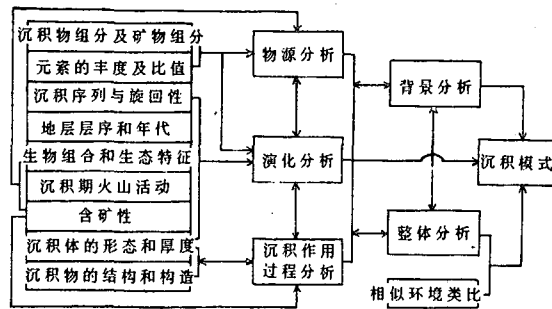 沉积物组分及矿物组分
元素的丰度及比值
沉积序列与旋回性
地层层序和年代
生物组合和生态特征
沉积期火山活动
含矿性
沉积体的形态和厚度
沉积物的结构和构造
物源分析
演化分析
沉积作用
过程分析
背景分析
整体分析
相似环境类比
沉积模式